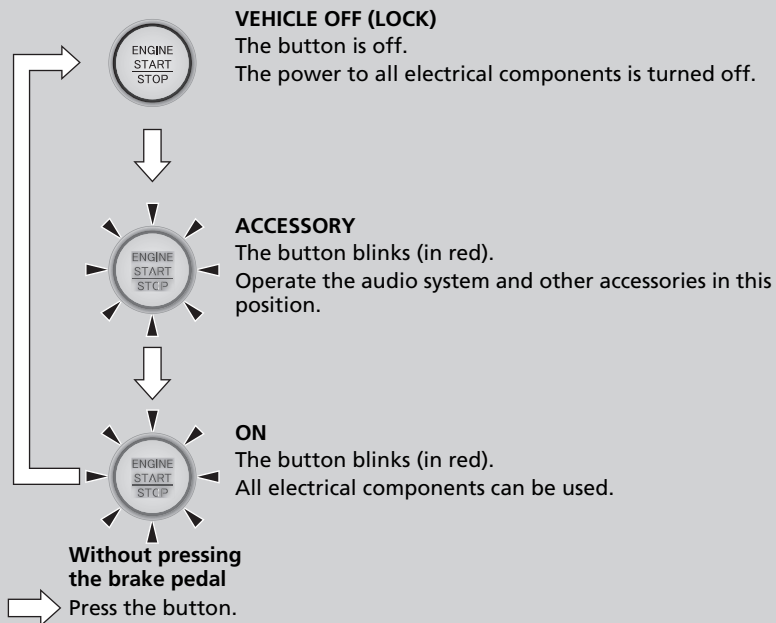 VEHICLE OFF (LOCK)
ENGINE
START
STOP
The button is off.
The power to all electrical components is turned off.
ACCESSORY
ENGINE
START
STOP
The button blinks (in red).
Operate the audio system and other accessories in this
position.
ON
ENGINE
START
STOP
The button blinks (in red).
All electrical components can be used.
Without pressing
the brake pedal
Press the button.